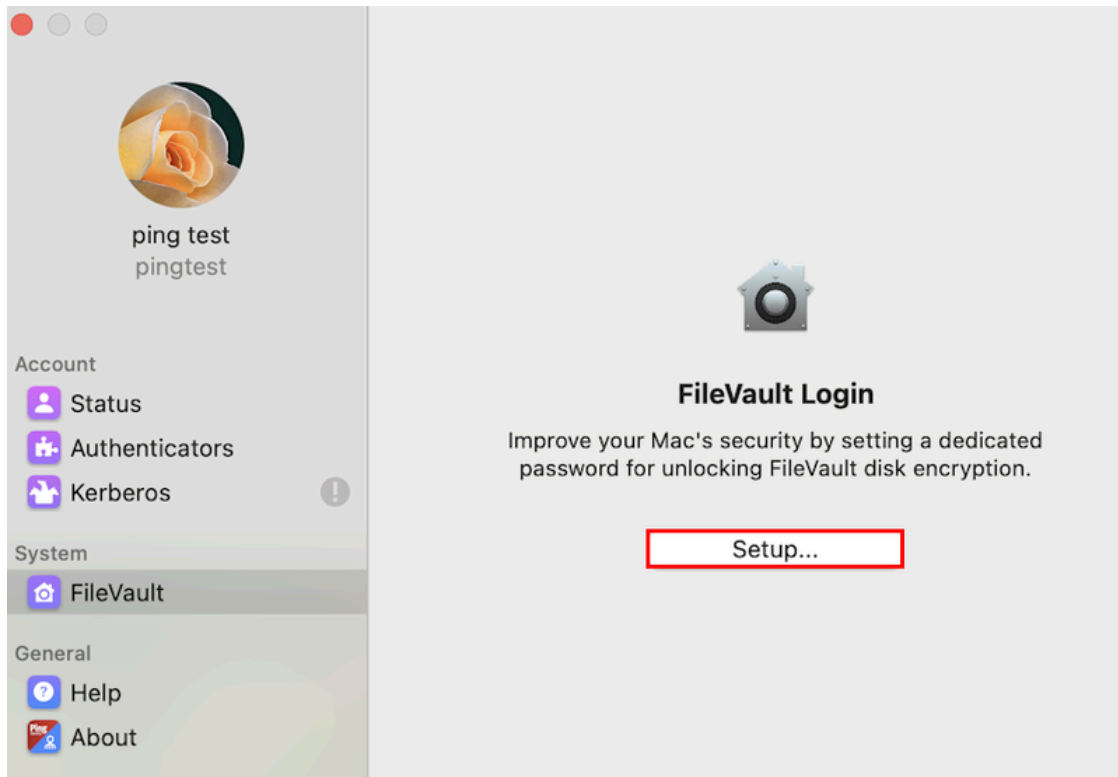 ping test
pingtest
Account
Status
Authenticators
Kerberos
System
FileVault
General
Help
About
FileVault Login
Improve your Mac's security by setting a dedicated
password for unlocking FileVault disk encryption.
Setup...